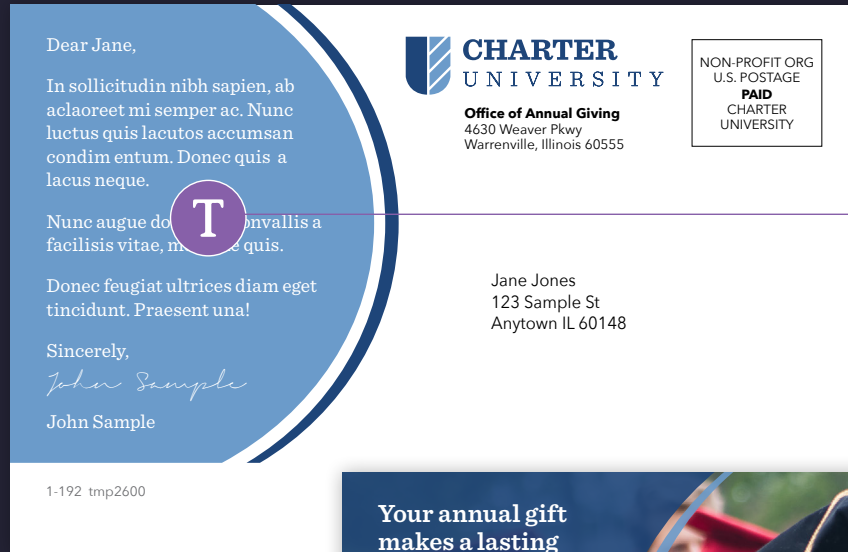 Dear Jane,
In sollicitudin nibh sapien, ab
aclaoreet mi semper ac. Nunc
luctus quis lacutos accumsan
condim entum. Donec quis a
lacus neque.
Nunc augue do
onvallis a
facilisis vitae, m
quis.
T
Donec feugiat ultrices diam eget
tincidunt. Praesent una!
Sincerely,
John Sample
John Sample
1-192 tmp2600
CHARTER
UNIVERSITY
Office of Annual Giving
4630 Weaver Pkwy
Warrenville, Illinois 60555
NON-PROFIT ORG
U.S. POSTAGE
PAID
CHARTER
UNIVERSITY
Jane Jones
123 Sample St
Anytown IL 60148
Your annual gift
makes a lasting